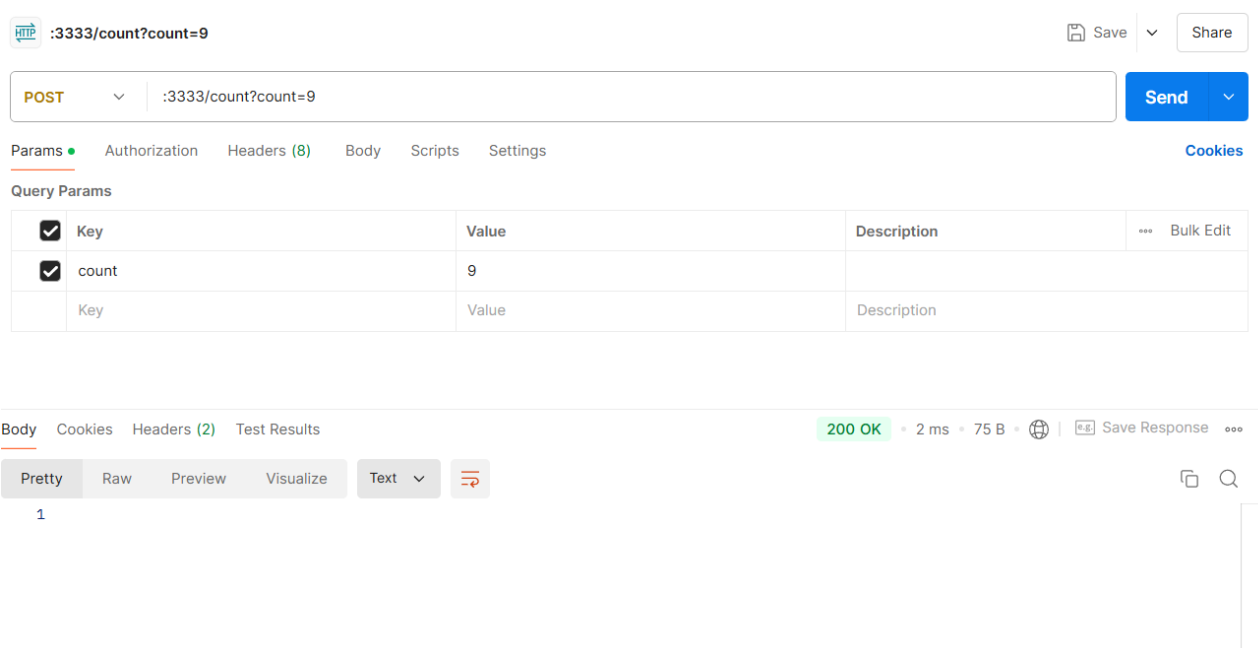 HTTP :3333/count?count=9 Save Share
POST :3333/count?count=9 Send
Params Authorization Headers (8) Body Scripts Settings Cookies
Query Params
Key Value Description Bulk Edit
count 9
Key Value Description
Body Cookies Headers (2) Test Results 200 OK 2 ms 75 B e.g. Save Response
Pretty Raw Preview Visualize Text
1